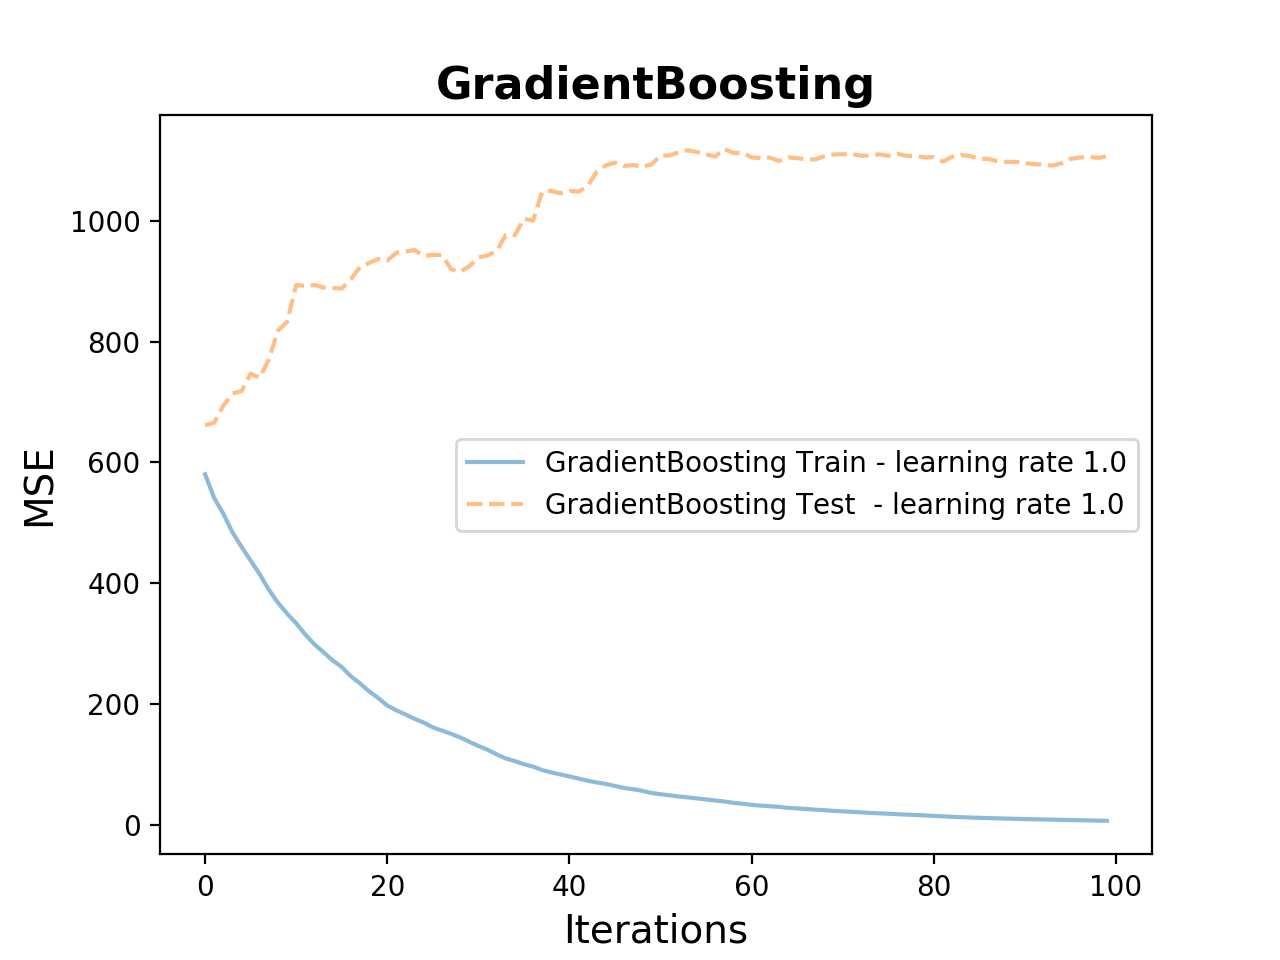 GradientBoosting
1000
800
600
400
200
0
MSE
GradientBoosting Train - learning rate 1.0
GradientBoosting Test  - learning rate 1.0
0 20 40 60 80 100
Iterations